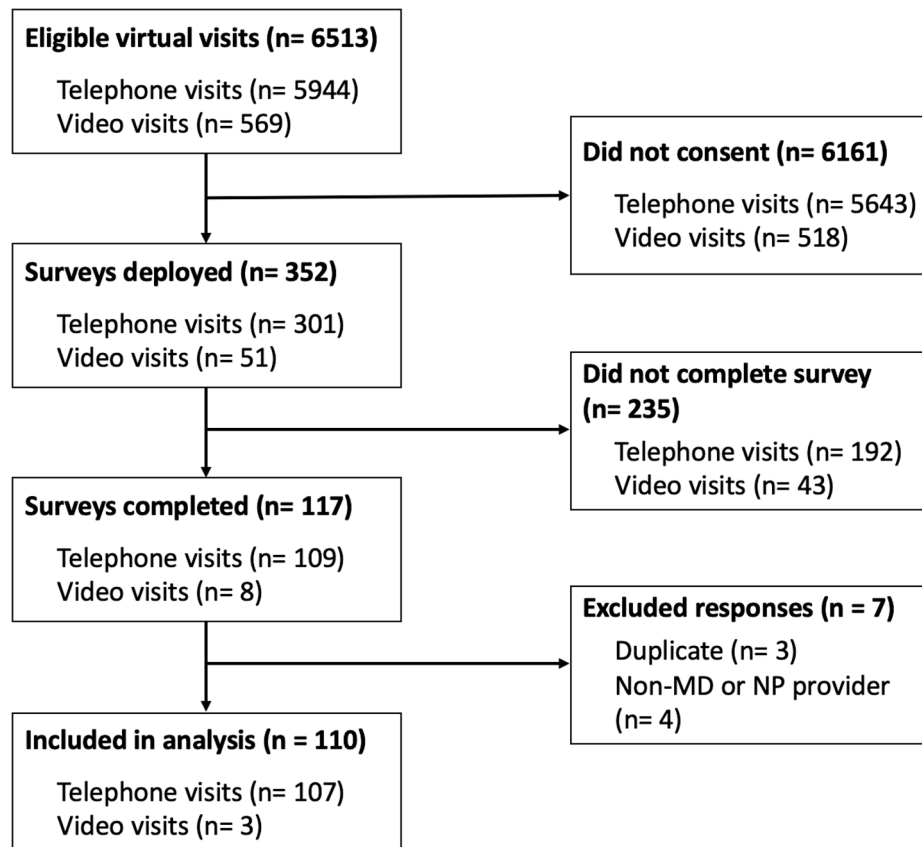 Eligible virtual visits (n= 6513)
Telephone visits (n= 5944)
Video visits (n= 569)
Did not consent (n= 6161)
Telephone visits (n= 5643)
Video visits (n= 518)
Surveys deployed (n= 352)
Telephone visits (n= 301)
Video visits (n= 51)
Did not complete survey
(n= 235)
Telephone visits (n= 192)
Video visits (n= 43)
Surveys completed (n= 117)
Telephone visits (n= 109)
Video visits (n= 8)
Excluded responses (n = 7)
Duplicate (n= 3)
Non-MD or NP provider
(n= 4)
Included in analysis (n = 110)
Telephone visits (n= 107)
Video visits (n= 3)